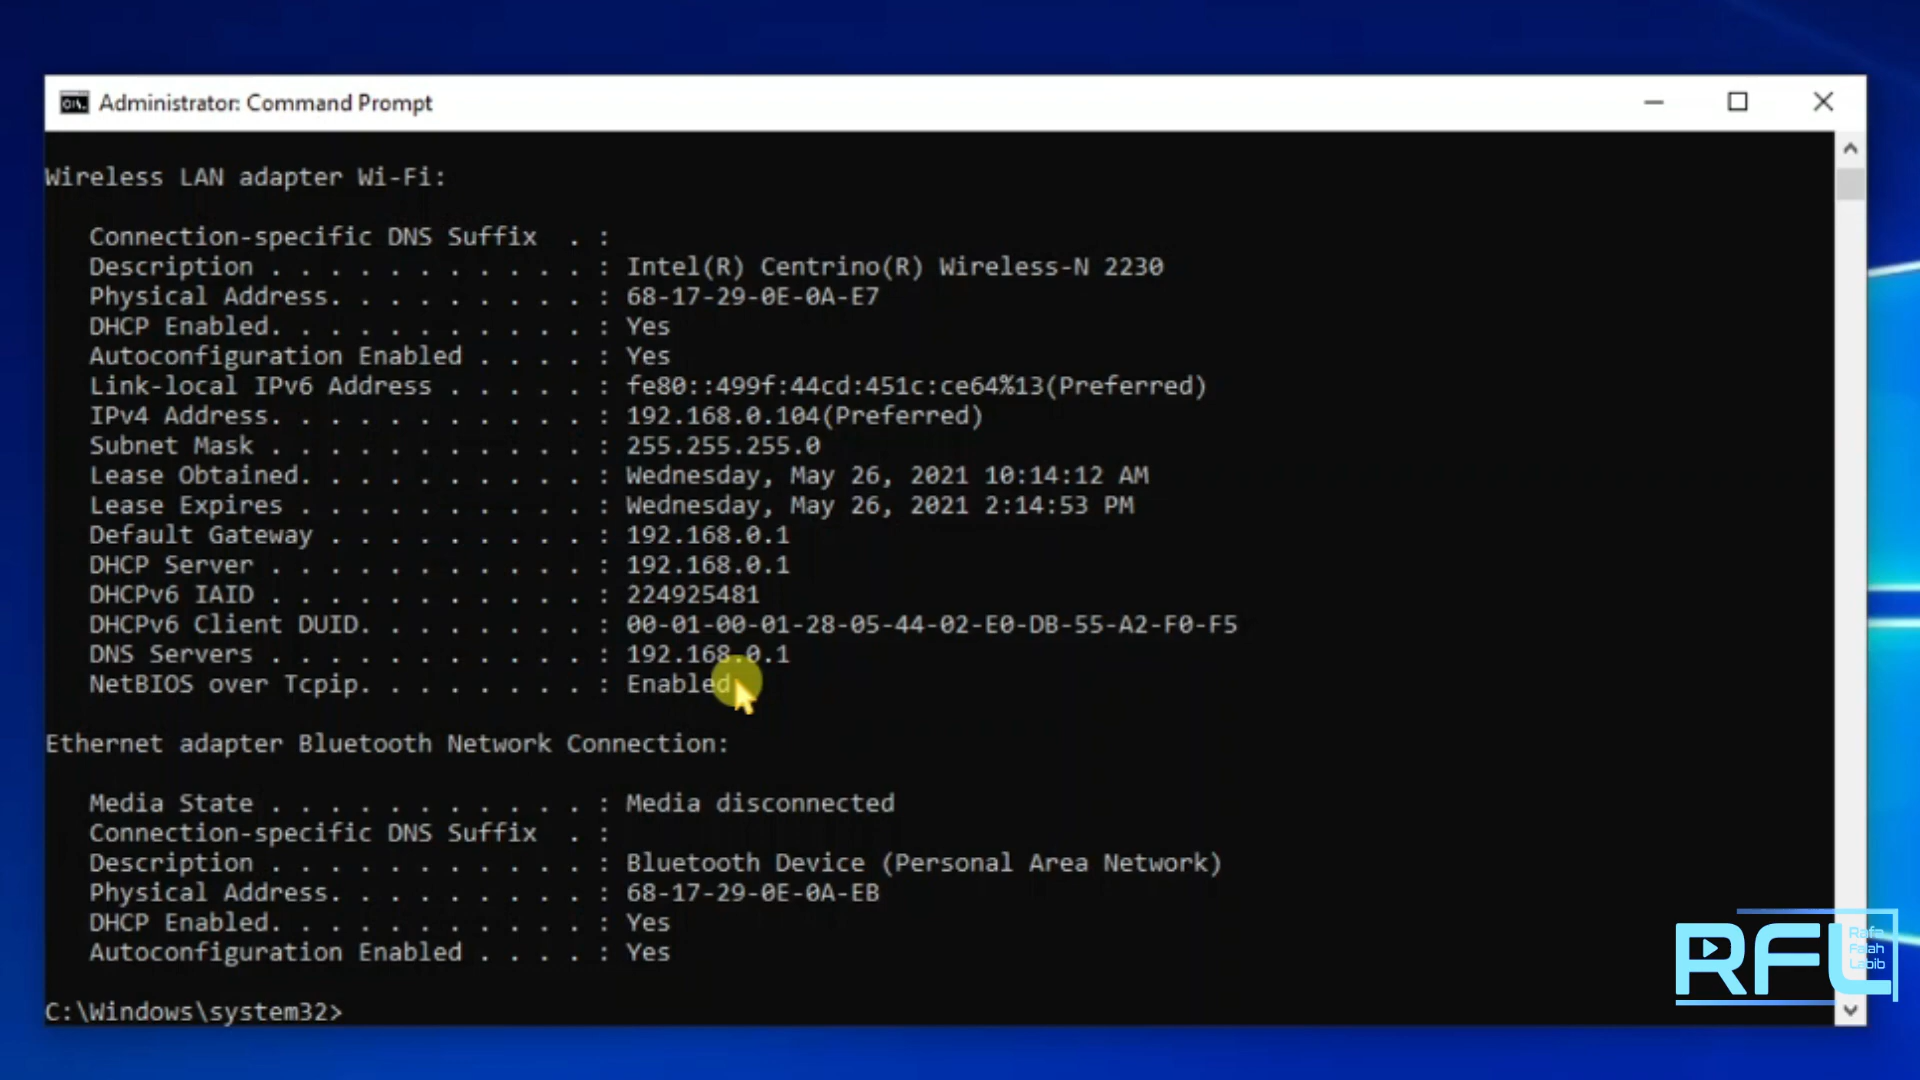 Administrator: Command Prompt
Wireless LAN adapter Wi-Fi:
Connection-specific DNS Suffix  . :
Description . . . . . . . . . . . : Intel(R) Centrino(R) Wireless-N 2230
Physical Address. . . . . . . . . : 68-17-29-0E-0A-E7
DHCP Enabled. . . . . . . . . . . : Yes
Autoconfiguration Enabled . . . . : Yes
Link-local IPv6 Address . . . . . : fe80::499f:44cd:451c:ce64%13(Preferred)
IPv4 Address. . . . . . . . . . . : 192.168.0.104(Preferred)
Subnet Mask . . . . . . . . . . . : 255.255.255.0
Lease Obtained. . . . . . . . . . : Wednesday, May 26, 2021 10:14:12 AM
Lease Expires . . . . . . . . . . : Wednesday, May 26, 2021 2:14:53 PM
Default Gateway . . . . . . . . . : 192.168.0.1
DHCP Server . . . . . . . . . . . : 192.168.0.1
DHCPv6 IAID . . . . . . . . . . . : 224925481
DHCPv6 Client DUID. . . . . . . . : 00-01-00-01-28-05-44-02-E0-DB-55-A2-F0-F5
DNS Servers . . . . . . . . . . . : 192.168.0.1
NetBIOS over Tcpip. . . . . . . . : Enabled
Ethernet adapter Bluetooth Network Connection:
Media State . . . . . . . . . . . : Media disconnected
Connection-specific DNS Suffix  . :
Description . . . . . . . . . . . : Bluetooth Device (Personal Area Network)
Physical Address. . . . . . . . . : 68-17-29-0E-0A-EB
DHCP Enabled. . . . . . . . . . . : Yes
Autoconfiguration Enabled . . . . : Yes
C:\Windows\system32>
RFL
Rafa
Falah
Labib